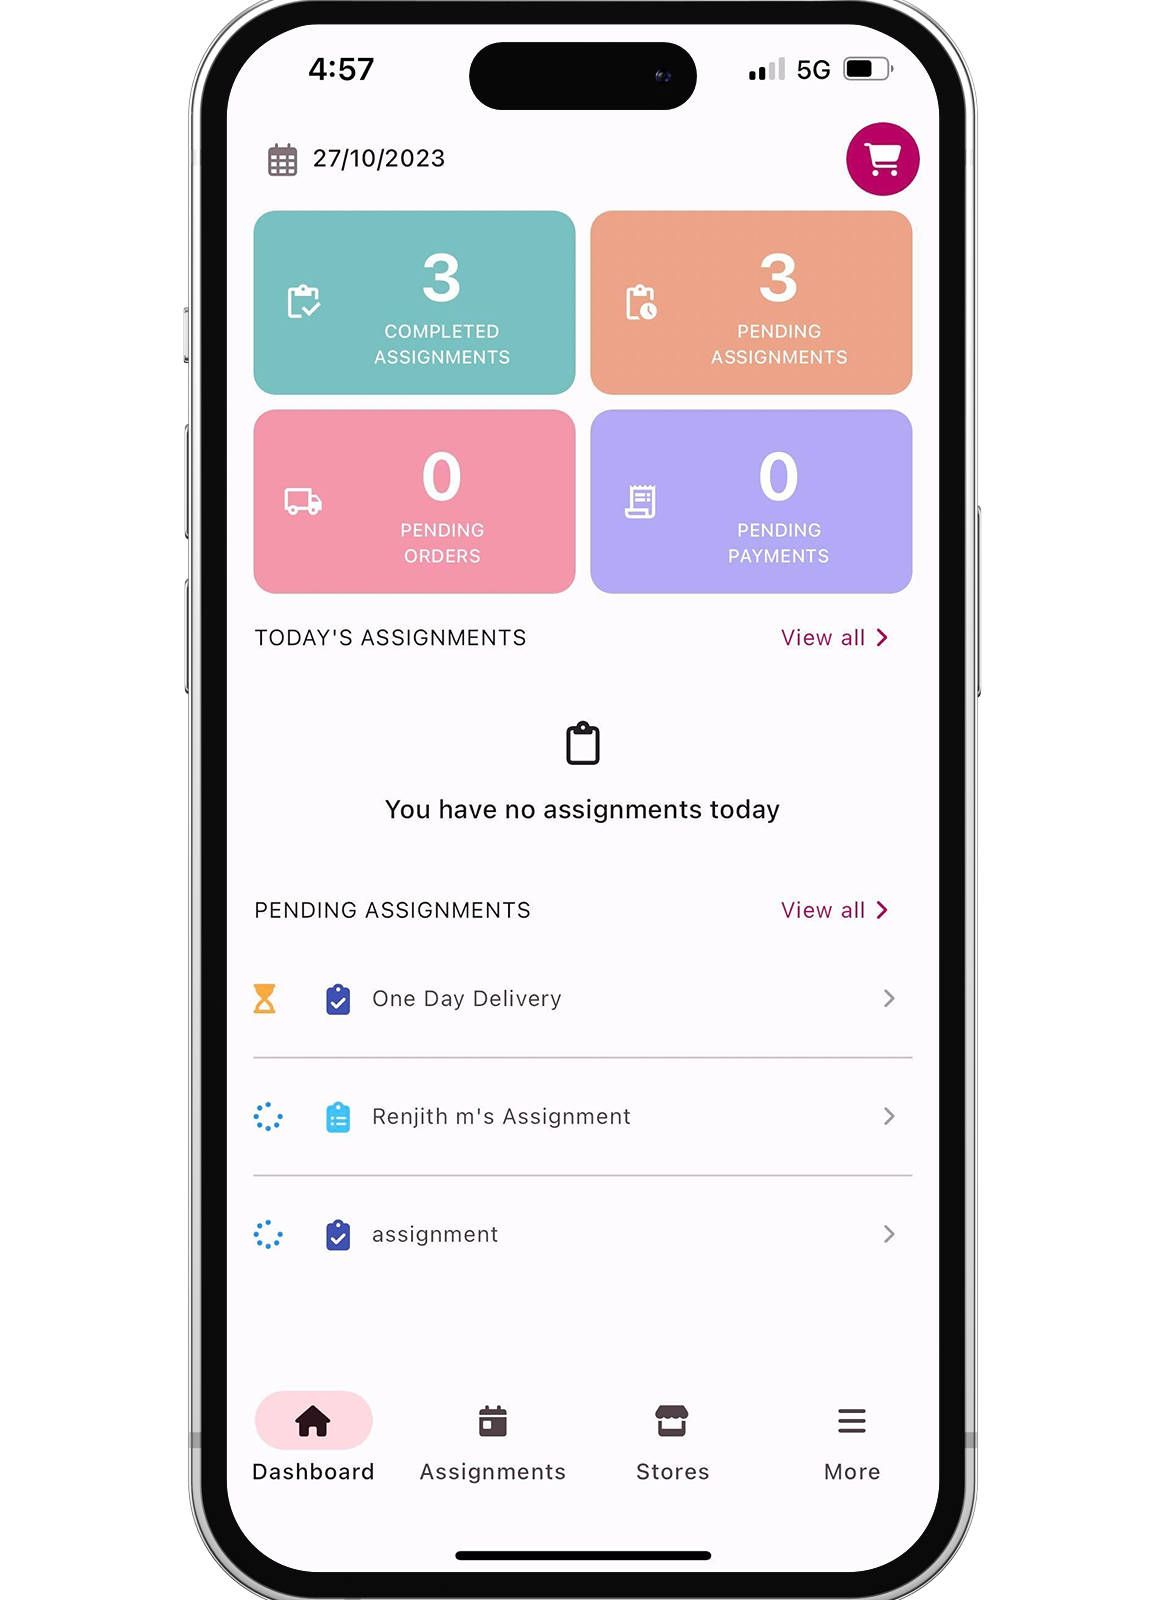 4:57
5G
27/10/2023
3
COMPLETED
ASSIGNMENTS
3
PENDING
ASSIGNMENTS
0
PENDING
ORDERS
0
PENDING
PAYMENTS
TODAY'S ASSIGNMENTS
View all
You have no assignments today
PENDING ASSIGNMENTS
View all
One Day Delivery
Renjith m's Assignment
assignment
Dashboard
Assignments
Stores
More